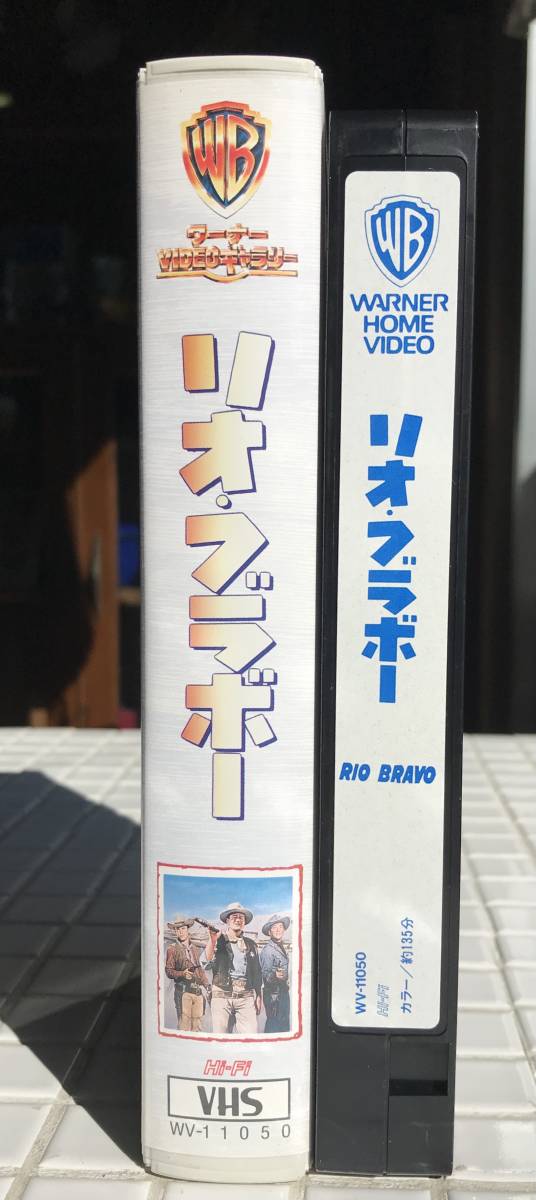 WB
ワーナー
VIDEOギャラリー
リオ・ブラボー
Hi-Fi
VHS
WV-11050
WB
WARNER
HOME
VIDEO
リオ・ブラボー
RIO BRAVO
WV-11050
Hi-Fi
カラー/約135分